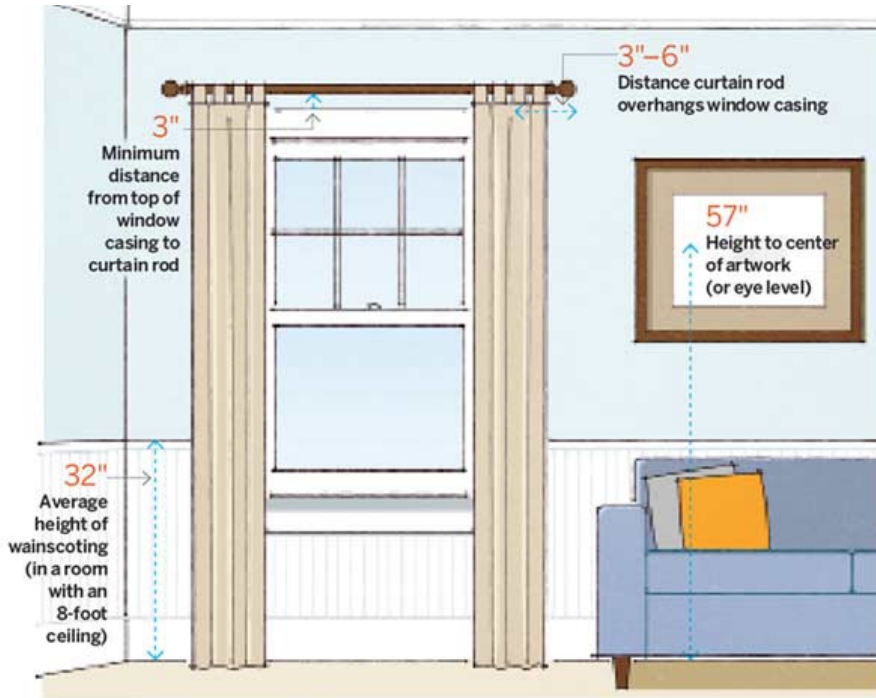 3"–6"
Distance curtain rod
overhangs window casing
3"
Minimum
distance
from top of
window
casing to
curtain rod
57"
Height to center
of artwork
(or eye level)
32"
Average
height of
wainscoting
(in a room
with an
8-foot
ceiling)